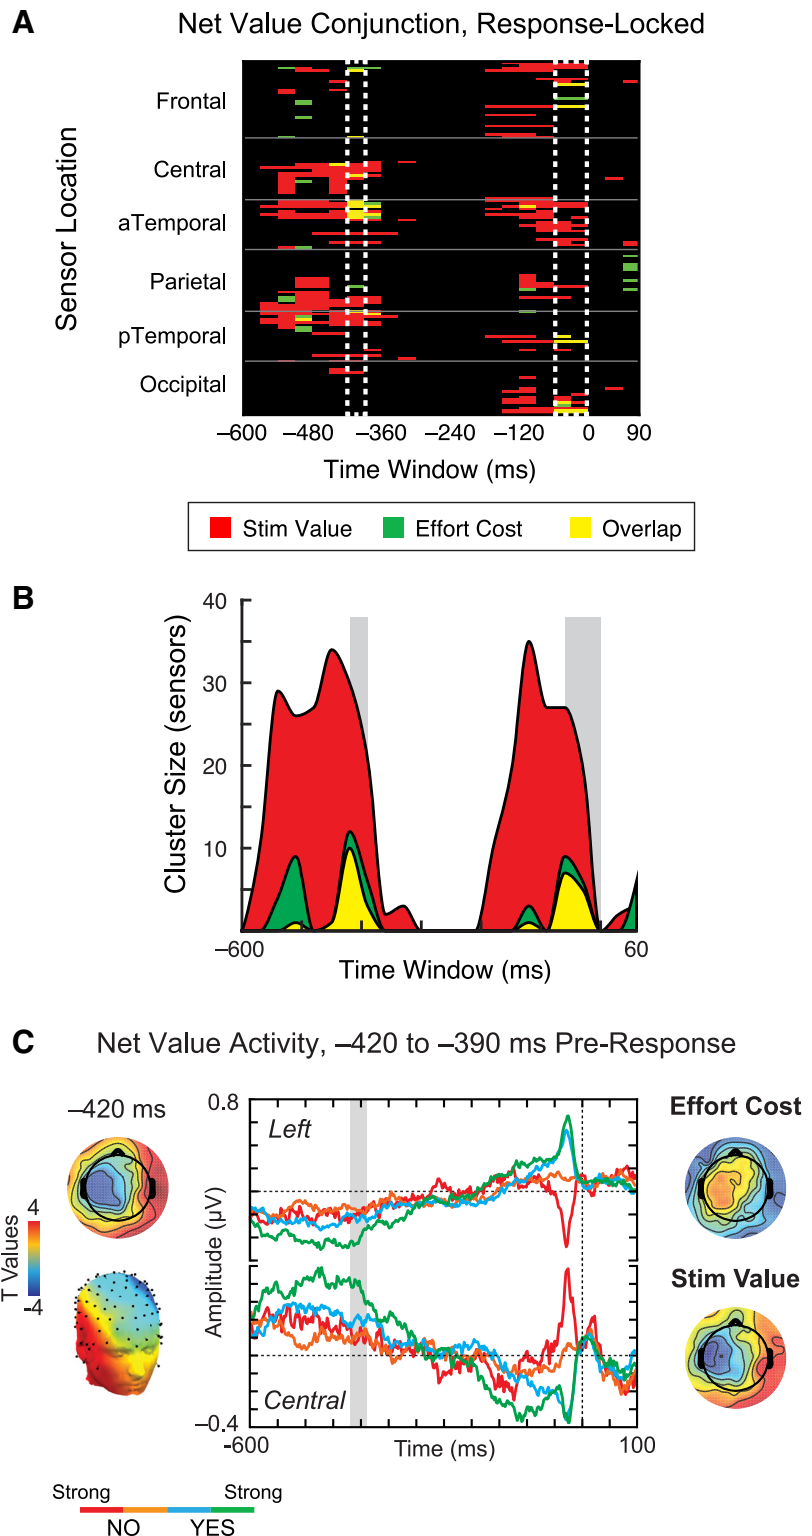 A
Net Value Conjunction, Response-Locked
Sensor Location
Frontal
Central
aTemporal
Parietal
pTemporal
Occipital
–600 –480 –360 –240 –120 0 90
Time Window (ms)
Stim Value Effort Cost Overlap
B
Cluster Size (sensors)
40
30
20
10
–600 60
Time Window (ms)
C
Net Value Activity, –420 to –390 ms Pre-Response
–420 ms
T Values
4
-4
Amplitude (µV)
0.8
Left
Central
–0.4
-600 100
Time (ms)
Effort Cost
Stim Value
Strong Strong
NO YES